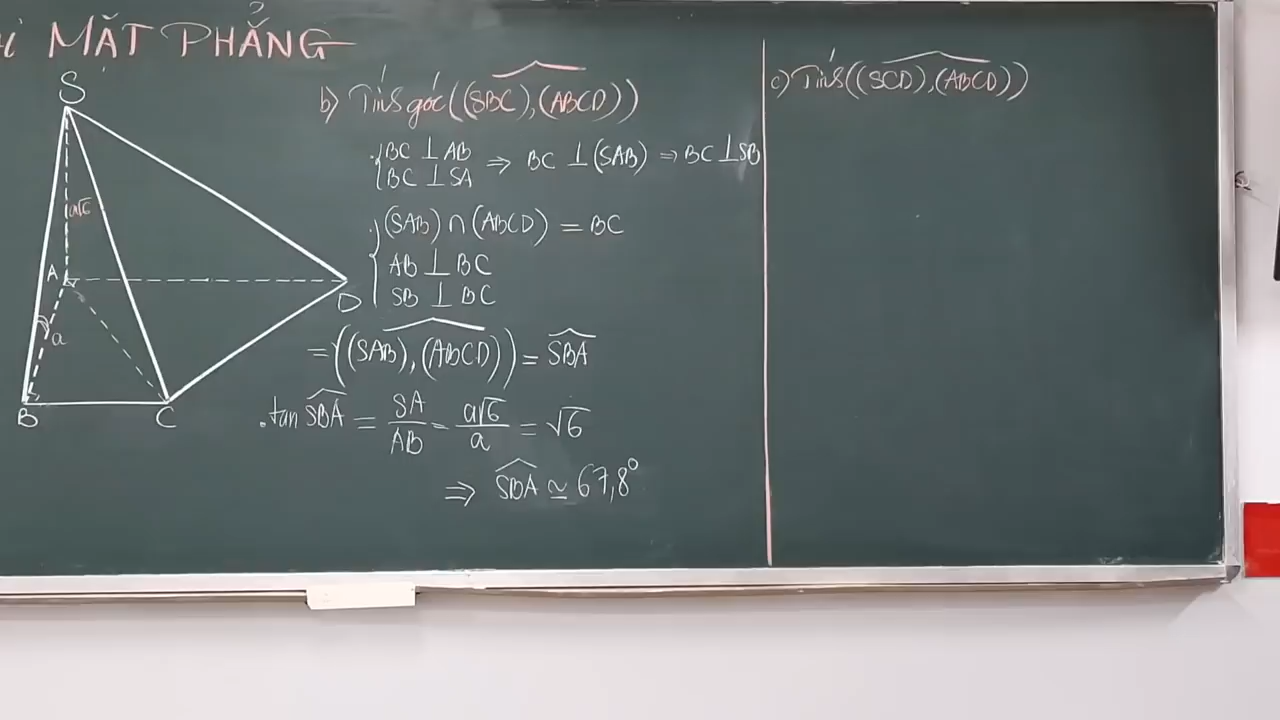 MẶT PHẲNG
S
a√6
A
D
a
B
C
b) Tính góc ((SBC), (ABCD))
{BC ⊥ AB
{BC ⊥ SA ⇒ BC ⊥ (SAB) ⇒ BC ⊥ SB
{(SAB) ∩ (ABCD) = BC
AB ⊥ BC
SB ⊥ BC
= ((SAB), (ABCD)) = SBA
. tan SBA = SA/AB = a√6/a = √6
⇒ SBA ≃ 67,8°
c) Tính ((SCD), (ABCD))